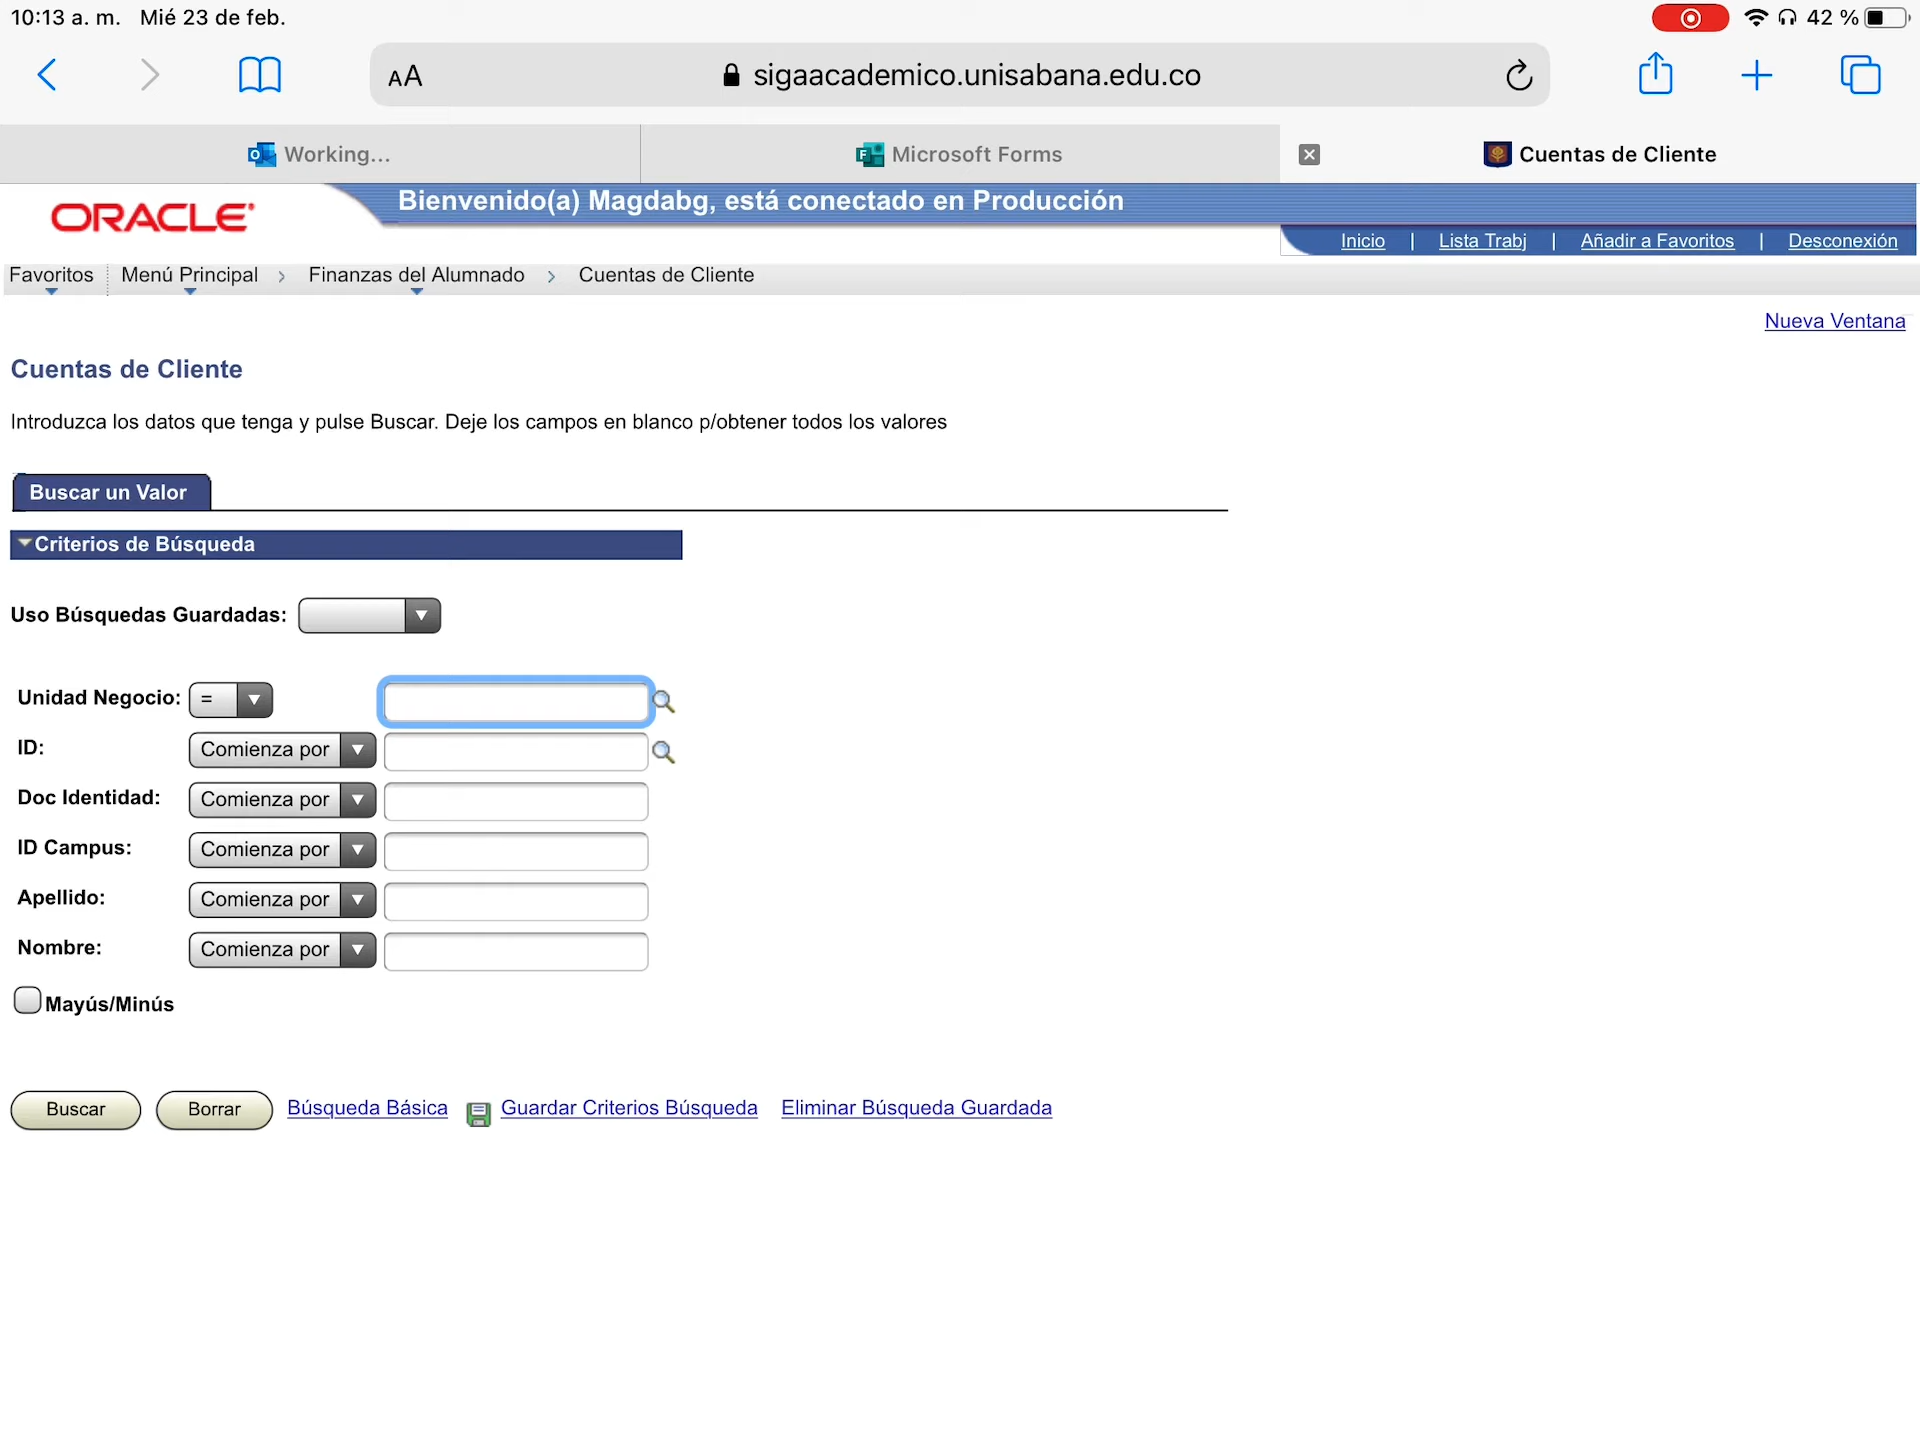 10:13 a. m. Mié 23 de feb. 42 %
AA sigaacademico.unisabana.edu.co
Working... Microsoft Forms Cuentas de Cliente
ORACLE Bienvenido(a) Magdabg, está conectado en Producción
Inicio | Lista Trabj | Añadir a Favoritos | Desconexión
Favoritos Menú Principal > Finanzas del Alumnado > Cuentas de Cliente
Nueva Ventana
Cuentas de Cliente
Introduzca los datos que tenga y pulse Buscar. Deje los campos en blanco p/obtener todos los valores
Buscar un Valor
Criterios de Búsqueda
Uso Búsquedas Guardadas:
Unidad Negocio: =
ID: Comienza por
Doc Identidad: Comienza por
ID Campus: Comienza por
Apellido: Comienza por
Nombre: Comienza por
Mayús/Minús
Buscar Borrar Búsqueda Básica Guardar Criterios Búsqueda Eliminar Búsqueda Guardada